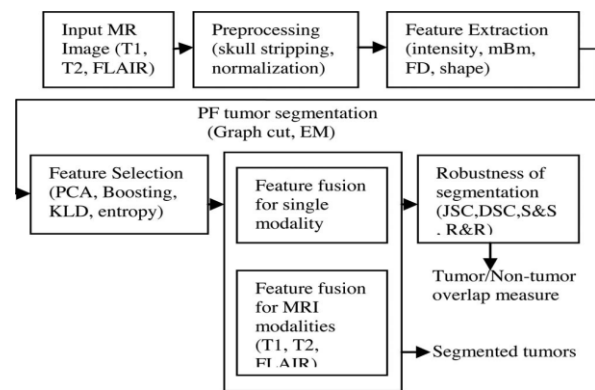 Input MR
Image (T1,
T2, FLAIR)
Preprocessing
(skull stripping,
normalization)
Feature Extraction
(intensity, mBm,
FD, shape)
PF tumor segmentation
(Graph cut, EM)
Feature Selection
(PCA, Boosting,
KLD, entropy)
Feature fusion
for single
modality
Feature fusion
for MRI
modalities
(T1, T2,
FLAIR)
Robustness of
segmentation
(JSC,DSC,S&S
, R&R)
Tumor/Non-tumor
overlap measure
Segmented tumors